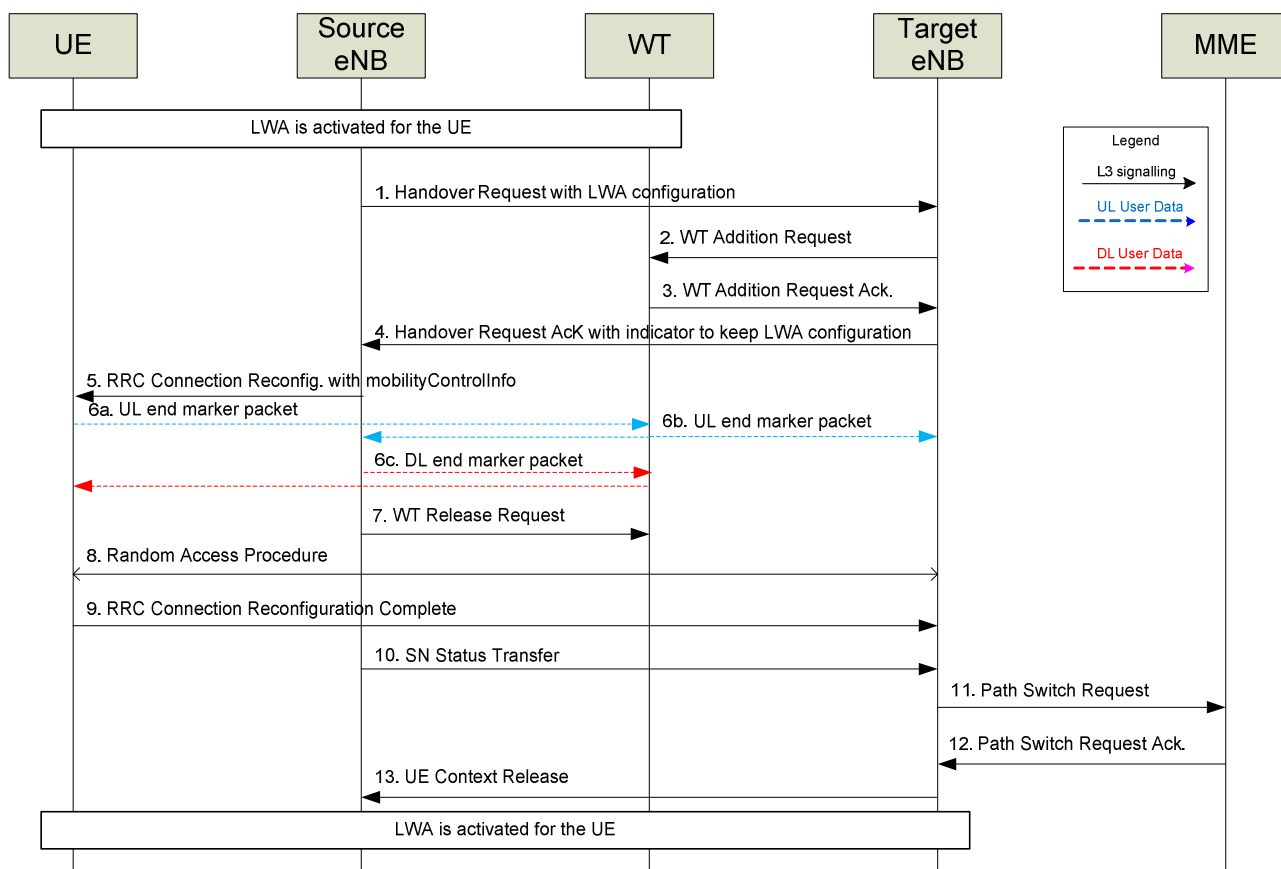 UE
Source
eNB
WT
Target
eNB
MME
LWA is activated for the UE
Legend
L3 signalling
UL User Data
DL User Data
1. Handover Request with LWA configuration
2. WT Addition Request
3. WT Addition Request Ack.
4. Handover Request AcK with indicator to keep LWA configuration
5. RRC Connection Reconfig. with mobilityControlInfo
6a. UL end marker packet
6b. UL end marker packet
6c. DL end marker packet
7. WT Release Request
8. Random Access Procedure
9. RRC Connection Reconfiguration Complete
10. SN Status Transfer
11. Path Switch Request
12. Path Switch Request Ack.
13. UE Context Release
LWA is activated for the UE